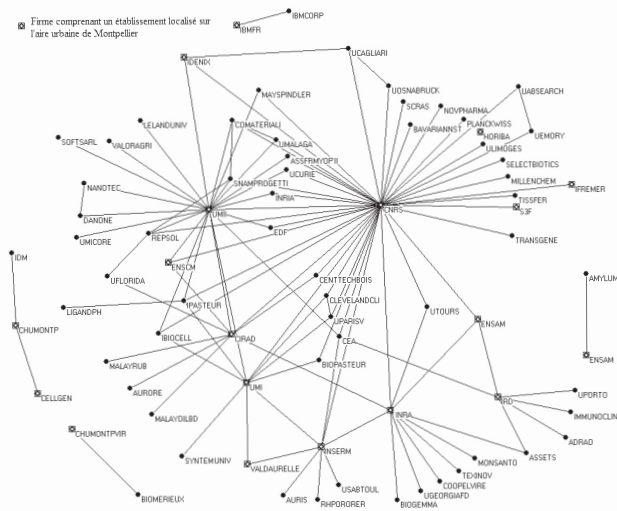 Firme comprenant un établissement localisé sur
l'aire urbaine de Montpellier
IBMCORP
IBMFR
UCAGLIARI
IDENIX
MAYSPINDLER
UOSNABRUCK
UABSEARCH
SCRAS
NOVPHARMA
LELANDUNIV
COMATERIALI
BAVARIANNST
PLANCKWISS
HORIBA
UEMORY
SOFTSARL
VALORAGRI
UMALAGA
ULIMOGES
ASSFRMYOPII
SELECTBIOTICS
UCURIE
NANOTEC
SNAMPROGETTI
MILLENCHEM
IFREMER
INRIA
TISSFER
DANONE
UMII
CNRS
S3F
UMICORE
REPSOL
EDF
TRANSGENE
IDM
ENSCM
UFLORIDA
CENTTECHBOIS
AMYLUM
LIGANDPH
IPASTEUR
CLEVELANDCLI
UTOURS
CHUMONTP
IBIOCELL
CIRAD
UPARISV
ENSAM
CEA
MALAYRUB
BIOPASTEUR
ENSAM
AURORE
UMI
CELLGEN
IRD
UPORTO
MALAYDILBD
INRA
IMMUNOCLIN
CHUMONTPVIR
ADRAO
SYNTEMUNIV
VALDAURELLE
INSERM
MONSANTO
ASSETS
TEXINOV
USABTOUL
COOPELVIRE
BIOMERIEUX
AURIS
RHPORORER
UGEORGIAFD
BIOGEMMA